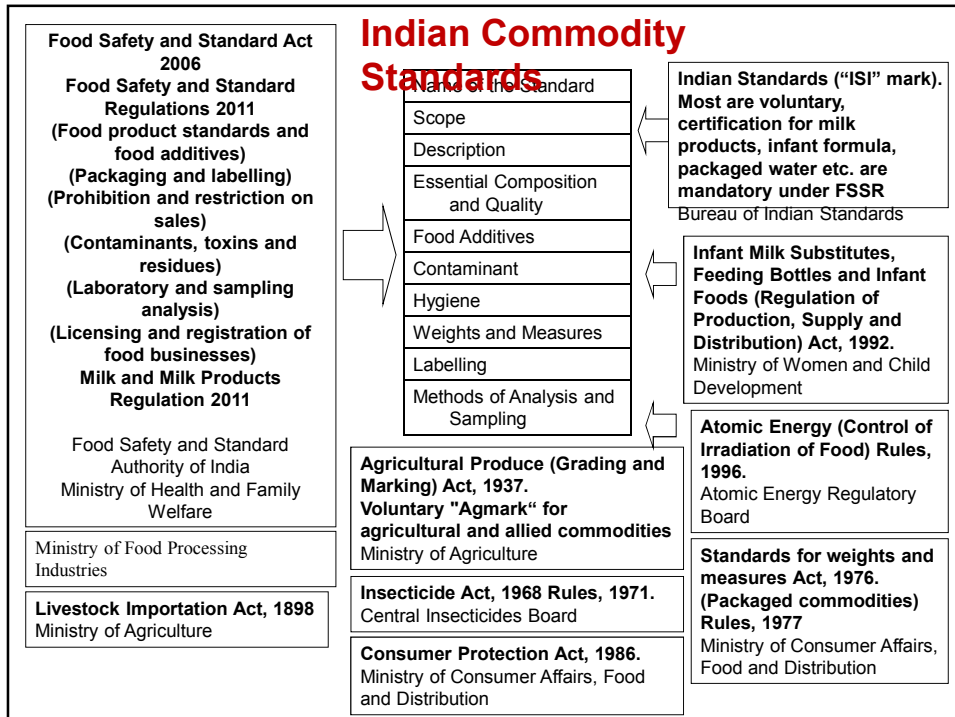 Indian Commodity
Standards
Food Safety and Standard Act
2006
Food Safety and Standard
Regulations 2011
(Food product standards and
food additives)
(Packaging and labelling)
(Prohibition and restriction on
sales)
(Contaminants, toxins and
residues)
(Laboratory and sampling
analysis)
(Licensing and registration of
food businesses)
Milk and Milk Products
Regulation 2011
Food Safety and Standard
Authority of India
Ministry of Health and Family
Welfare
Ministry of Food Processing
Industries
Livestock Importation Act, 1898
Ministry of Agriculture
Name of the Standard
Scope
Description
Essential Composition
and Quality
Food Additives
Contaminant
Hygiene
Weights and Measures
Labelling
Methods of Analysis and
Sampling
Agricultural Produce (Grading and
Marking) Act, 1937.
Voluntary "Agmark“ for
agricultural and allied commodities
Ministry of Agriculture
Insecticide Act, 1968 Rules, 1971.
Central Insecticides Board
Consumer Protection Act, 1986.
Ministry of Consumer Affairs, Food
and Distribution
Indian Standards (“ISI” mark).
Most are voluntary,
certification for milk
products, infant formula,
packaged water etc. are
mandatory under FSSR
Bureau of Indian Standards
Infant Milk Substitutes,
Feeding Bottles and Infant
Foods (Regulation of
Production, Supply and
Distribution) Act, 1992.
Ministry of Women and Child
Development
Atomic Energy (Control of
Irradiation of Food) Rules,
1996.
Atomic Energy Regulatory
Board
Standards for weights and
measures Act, 1976.
(Packaged commodities)
Rules, 1977
Ministry of Consumer Affairs,
Food and Distribution